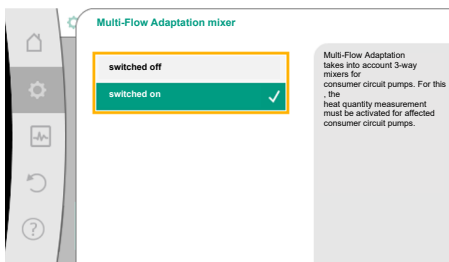 Multi-Flow Adaptation mixer
switched off
switched on
Multi-Flow Adaptation
takes into account 3-way
mixers for
consumer circuit pumps. For this
, the
heat quantity measurement
must be activated for affected
consumer circuit pumps.
?